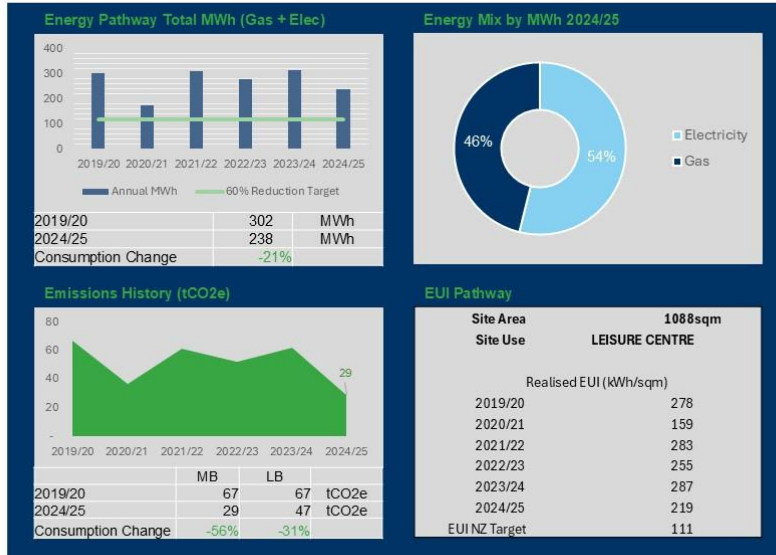 Energy Pathway Total MWh (Gas + Elec)
400
300
200
100
0
2019/20 2020/21 2021/22 2022/23 2023/24 2024/25
Annual MWh 60% Reduction Target
2019/20 302 MWh
2024/25 238 MWh
Consumption Change -21%
Energy Mix by MWh 2024/25
46%
54%
Electricity
Gas
Emissions History (tCO2e)
80
60
40
20
-
29
2019/20 2020/21 2021/22 2022/23 2023/24 2024/25
MB LB
2019/20 67 67 tCO2e
2024/25 29 47 tCO2e
Consumption Change -56% -31%
EUI Pathway
Site Area 1088sqm
Site Use LEISURE CENTRE
Realised EUI (kWh/sqm)
2019/20 278
2020/21 159
2021/22 283
2022/23 255
2023/24 287
2024/25 219
EUI NZ Target 111